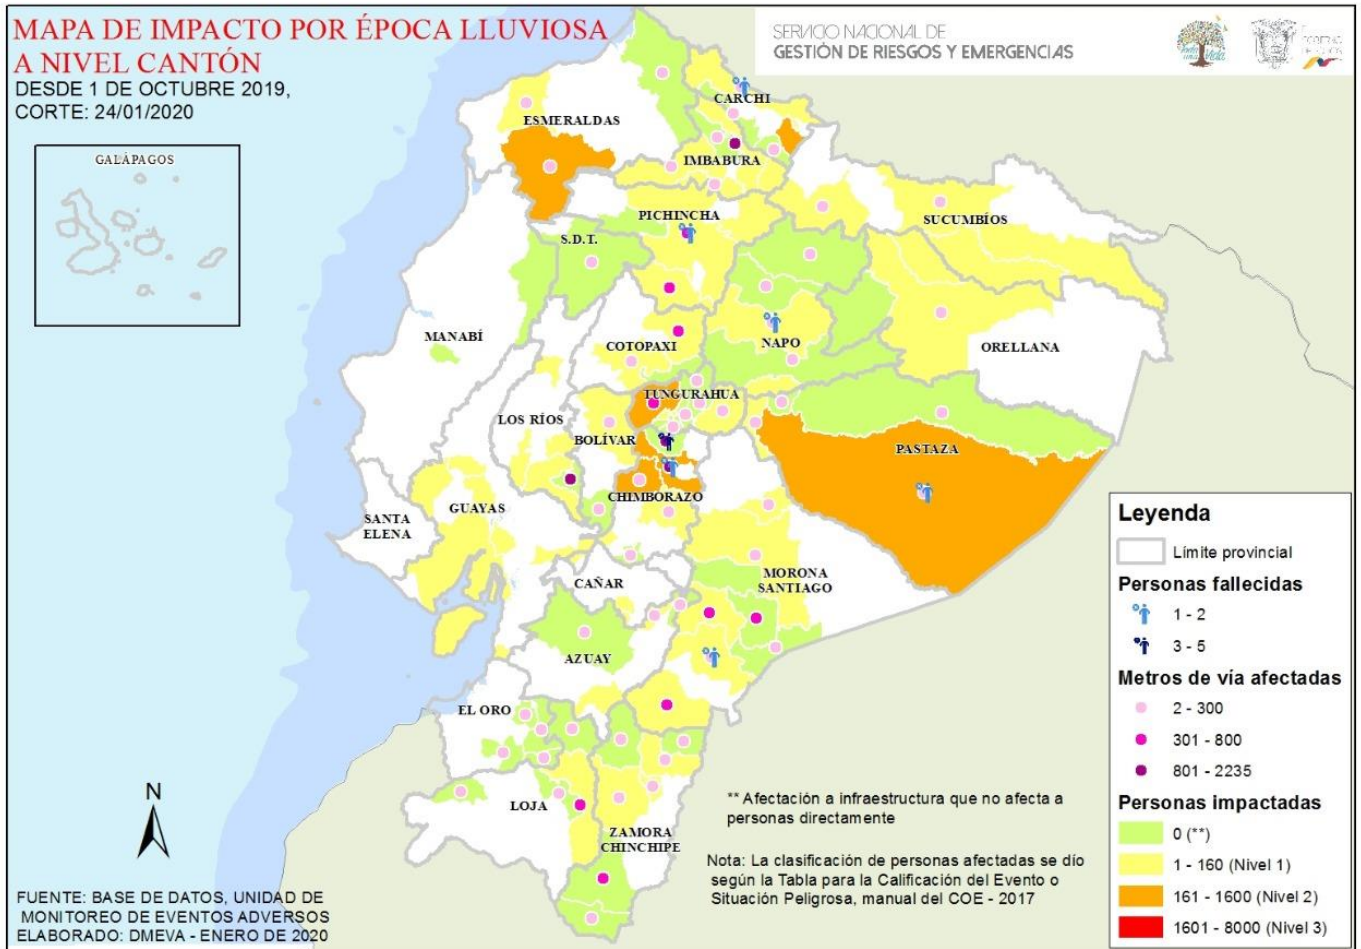 MAPA DE IMPACTO POR ÉPOCA LLUVIOSA
A NIVEL CANTÓN
DESDE 1 DE OCTUBRE 2019,
CORTE: 24/01/2020
SERVICIO NACIONAL DE
GESTIÓN DE RIESGOS Y EMERGENCIAS
GALÁPAGOS
CARCHI
ESMERALDAS
IMBABURA
PICHINCHA
SUCUMBÍOS
S.D.T.
MANABÍ
COTOPAXI
NAPO
ORELLANA
TUNGURAHUA
LOS RÍOS
BOLÍVAR
PASTAZA
CHIMBORAZO
GUAYAS
SANTA
ELENA
CAÑAR
MORONA
SANTIAGO
AZUAY
EL ORO
LOJA
ZAMORA
CHINCHIPE
N
Leyenda
Límite provincial
Personas fallecidas
1 - 2
3 - 5
Metros de vía afectadas
2 - 300
301 - 800
801 - 2235
Personas impactadas
0 (**)
1 - 160 (Nivel 1)
161 - 1600 (Nivel 2)
1601 - 8000 (Nivel 3)
** Afectación a infraestructura que no afecta a
personas directamente
Nota: La clasificación de personas afectadas se dío
según la Tabla para la Calificación del Evento o
Situación Peligrosa, manual del COE - 2017
FUENTE: BASE DE DATOS, UNIDAD DE
MONITOREO DE EVENTOS ADVERSOS
ELABORADO: DMEVA - ENERO DE 2020